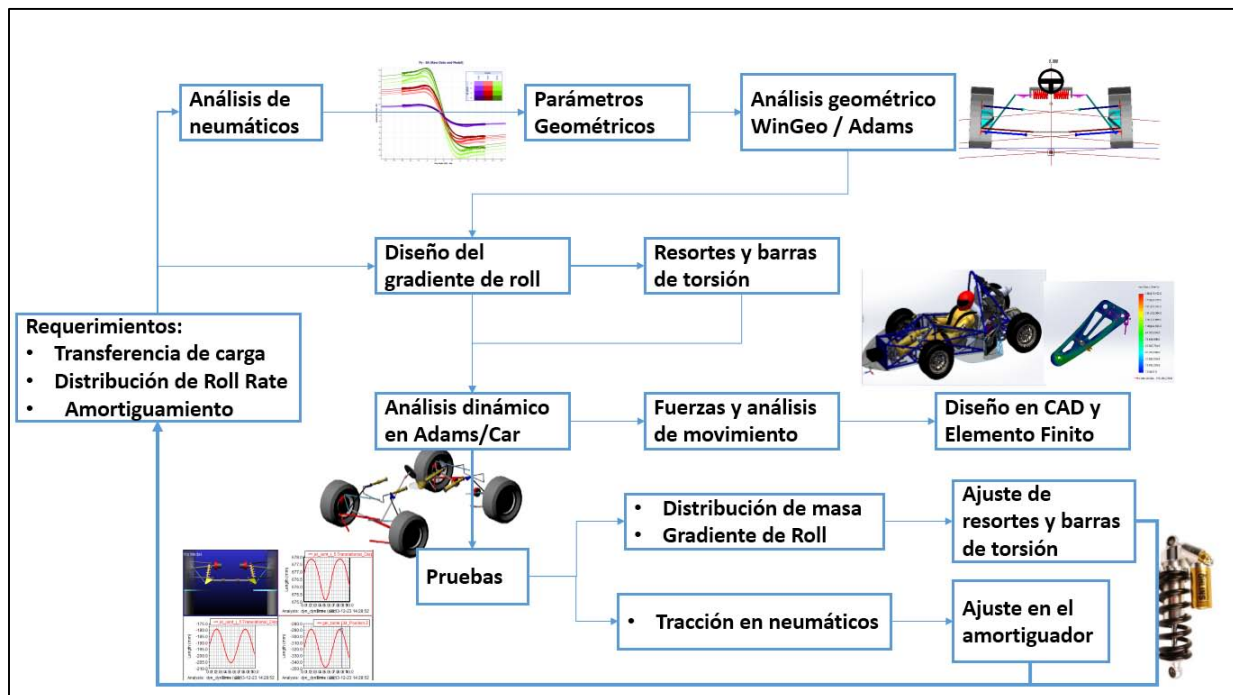 Análisis de
neumáticos
Parámetros
Geométricos
Análisis geométrico
WinGeo / Adams
Diseño del
gradiente de roll
Resortes y barras
de torsión
Requerimientos:
• Transferencia de carga
• Distribución de Roll Rate
• Amortiguamiento
Análisis dinámico
en Adams/Car
Fuerzas y análisis
de movimiento
Diseño en CAD y
Elemento Finito
• Distribución de masa
• Gradiente de Roll
Ajuste de
resortes y barras
de torsión
Pruebas
• Tracción en neumáticos
Ajuste en el
amortiguador